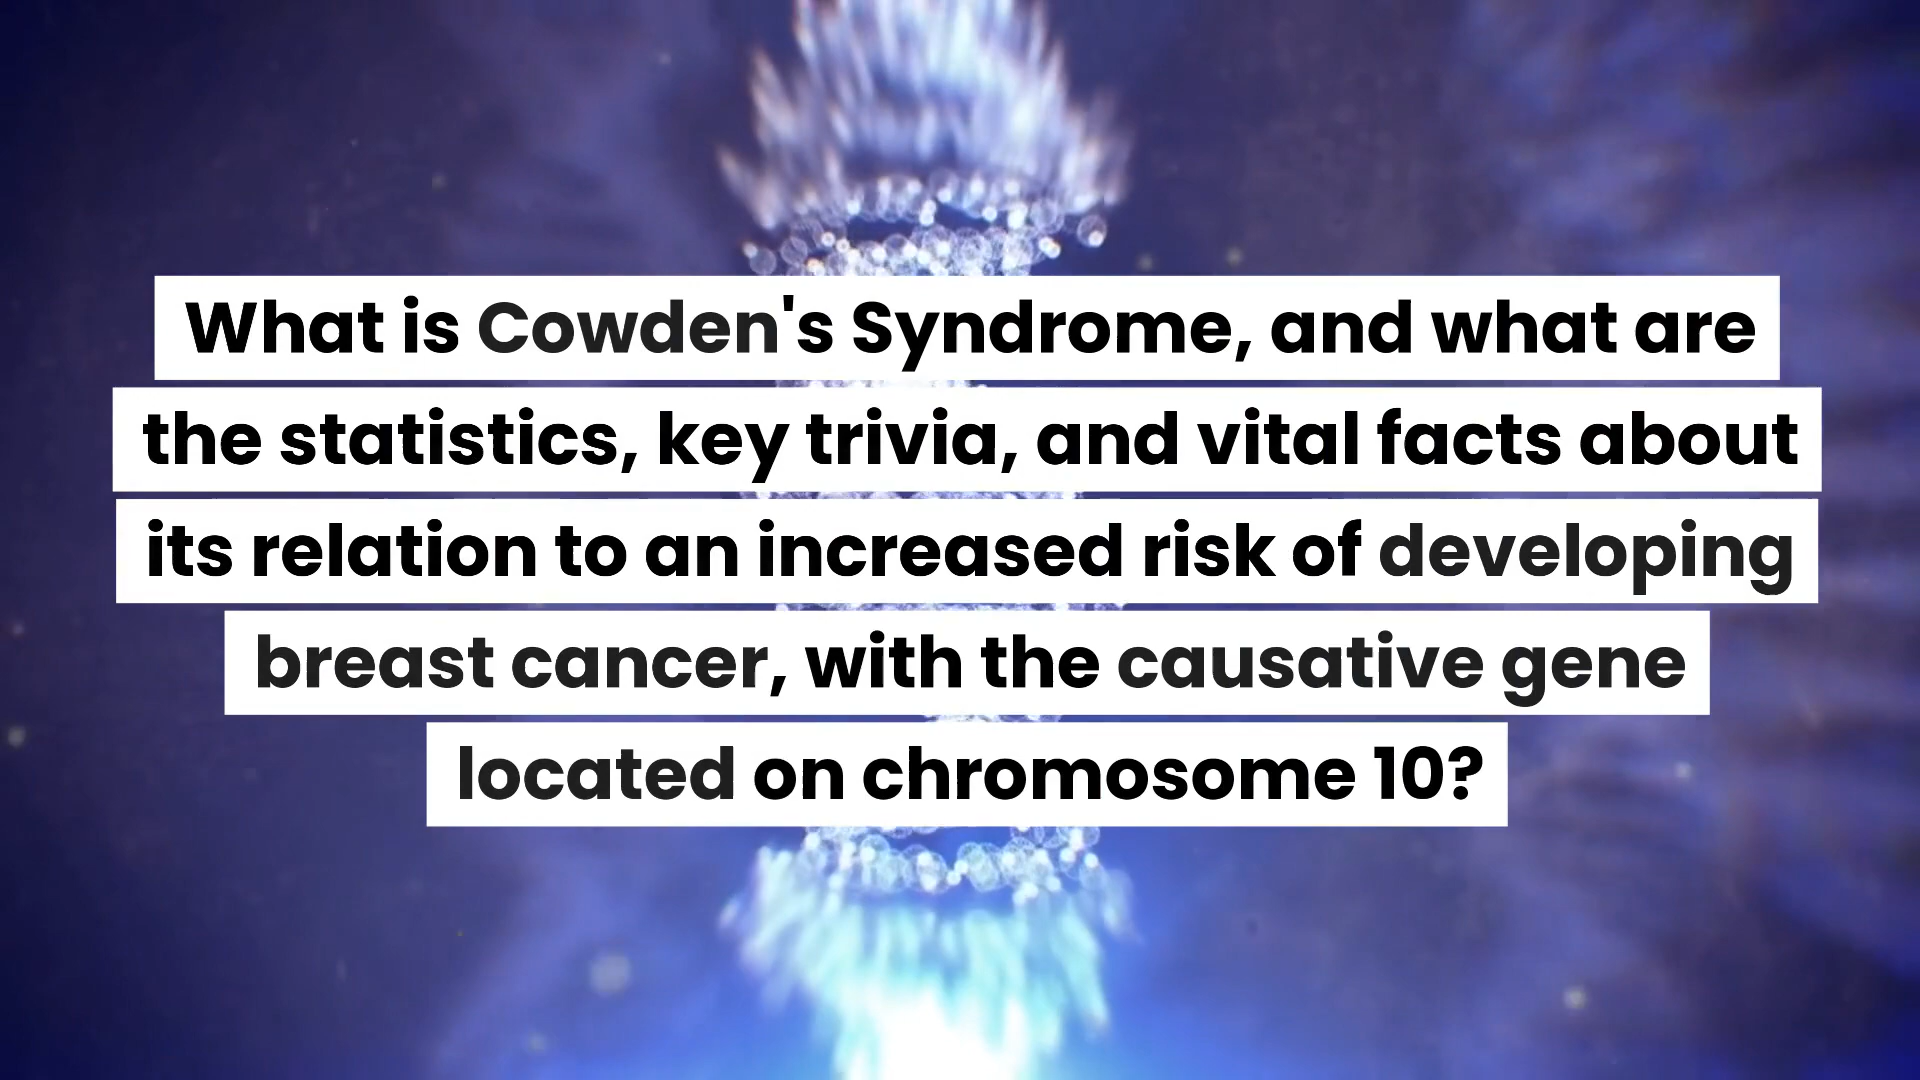 What is Cowden's Syndrome, and what are
the statistics, key trivia, and vital facts about
its relation to an increased risk of developing
breast cancer, with the causative gene
located on chromosome 10?